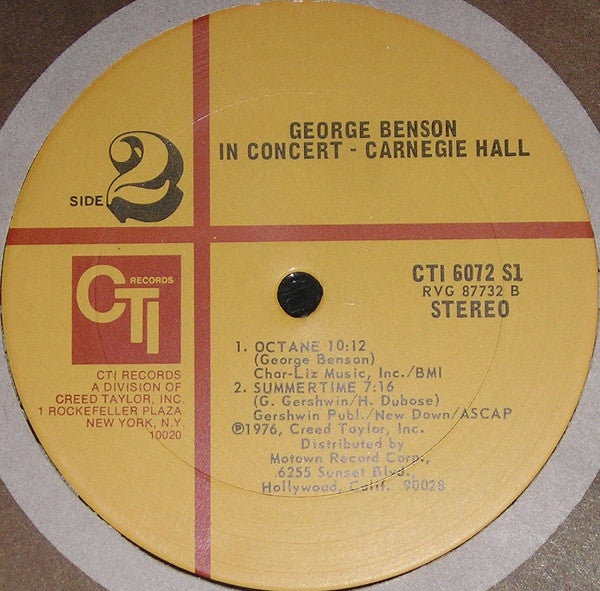 GEORGE BENSON
IN CONCERT - CARNEGIE HALL
SIDE 2
CTI RECORDS
CTI RECORDS
A DIVISION OF
CREED TAYLOR, INC.
1 ROCKEFELLER PLAZA
NEW YORK, N.Y.
10020
CTI 6072 S1
RVG 87732 B
STEREO
1. OCTANE 10:12
(George Benson)
Char-Liz Music, Inc./BMI
2. SUMMERTIME 7:16
(G. Gershwin/H. Dubose)
Gershwin Publ./New Down/ASCAP
℗1976, Creed Taylor, Inc.
Distributed by
Motown Record Corp.,
6255 Sunset Blvd.,
Hollywood, Calif. 90028